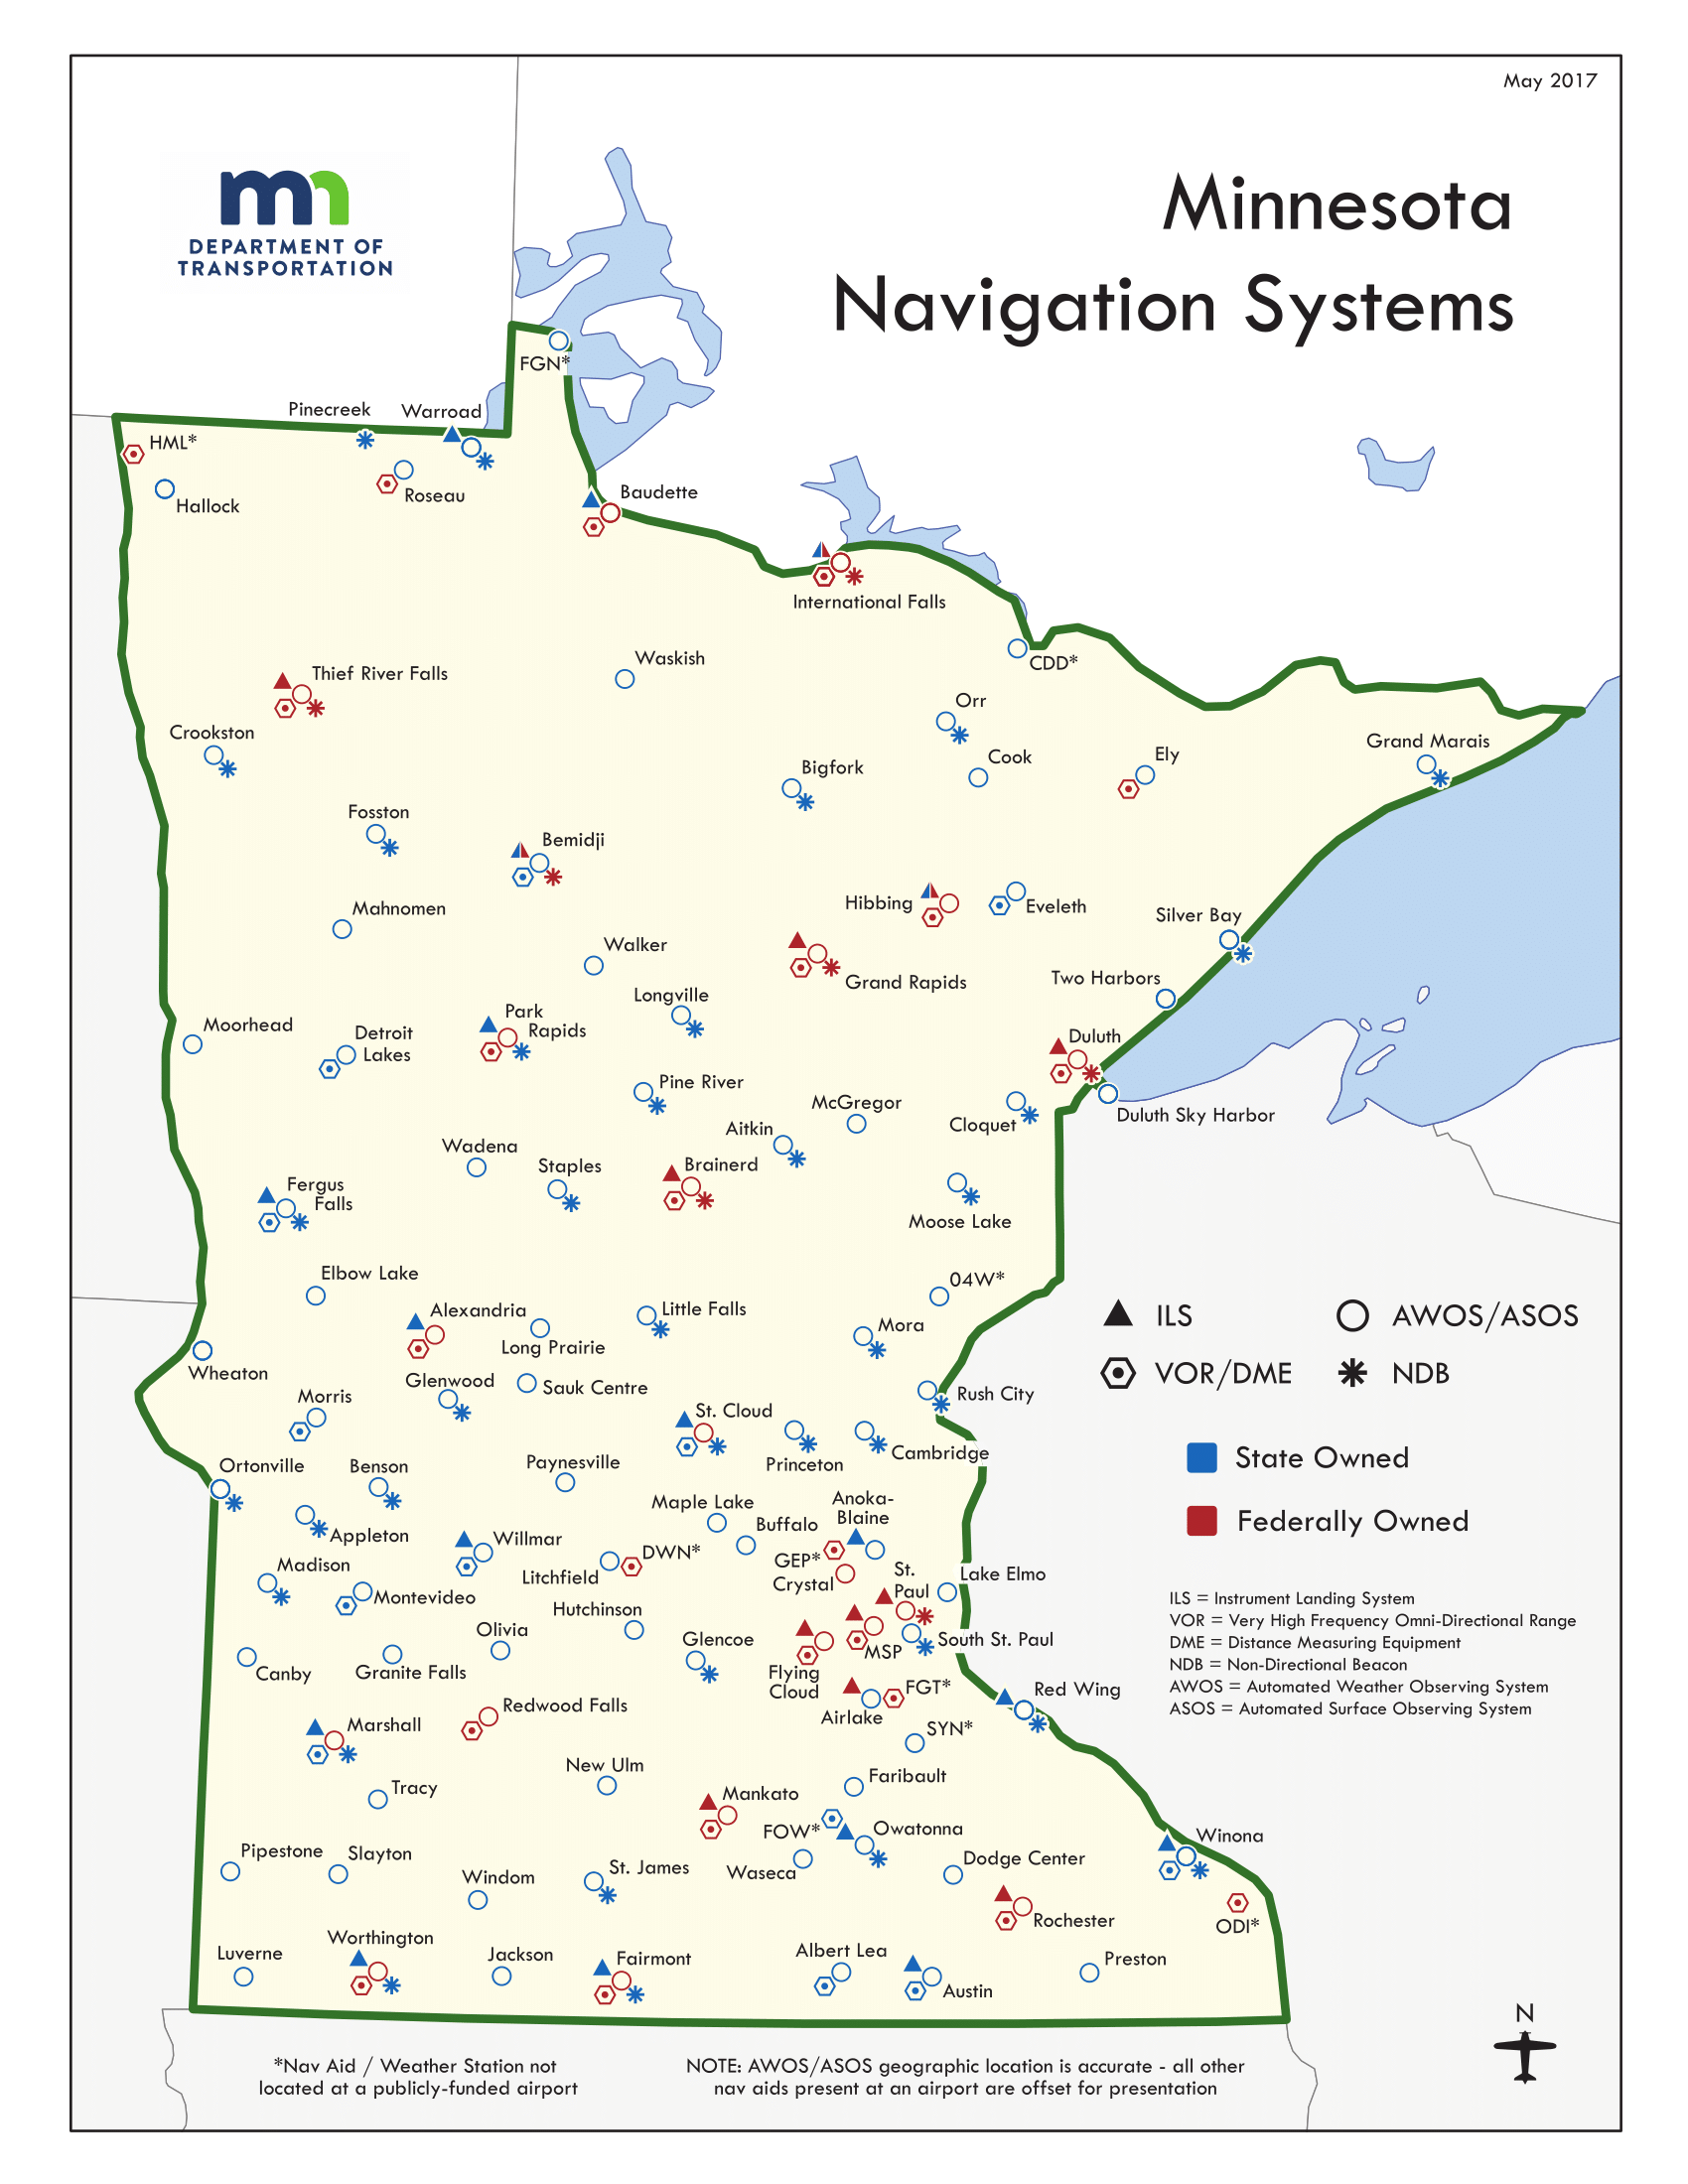 May 2017
mn
DEPARTMENT OF
TRANSPORTATION
Minnesota
Navigation Systems
FGN*
Pinecreek
Warroad
HML*
Roseau
Hallock
Baudette
International Falls
Waskish
CDD*
Thief River Falls
Orr
Crookston
Grand Marais
Cook
Ely
Bigfork
Fosston
Bemidji
Hibbing
Eveleth
Mahnomen
Silver Bay
Walker
Grand Rapids
Two Harbors
Longville
Park
Rapids
Moorhead
Detroit
Lakes
Duluth
Pine River
McGregor
Duluth Sky Harbor
Cloquet
Aitkin
Wadena
Staples
Brainerd
Fergus
Falls
Moose Lake
Elbow Lake
04W*
Alexandria
Little Falls
Long Prairie
Mora
Wheaton
Glenwood
Sauk Centre
Rush City
Morris
St. Cloud
Cambridge
Princeton
Ortonville
Benson
Paynesville
Maple Lake
Anoka-
Blaine
Buffalo
Appleton
Willmar
DWN*
GEP*
Madison
Litchfield
Crystal
St.
Paul
Lake Elmo
Montevideo
Hutchinson
Olivia
Glencoe
MSP
South St. Paul
Canby
Granite Falls
Flying
Cloud
FGT*
Red Wing
Redwood Falls
Airlake
Marshall
SYN*
New Ulm
Faribault
Tracy
Mankato
FOW*
Owatonna
Winona
Pipestone
Slayton
Waseca
Dodge Center
Windom
St. James
Rochester
ODI*
Worthington
Luverne
Jackson
Fairmont
Albert Lea
Austin
Preston
ILS
AWOS/ASOS
VOR/DME
NDB
State Owned
Federally Owned
ILS = Instrument Landing System
VOR = Very High Frequency Omni-Directional Range
DME = Distance Measuring Equipment
NDB = Non-Directional Beacon
AWOS = Automated Weather Observing System
ASOS = Automated Surface Observing System
N
*Nav Aid / Weather Station not
located at a publicly-funded airport
NOTE: AWOS/ASOS geographic location is accurate - all other
nav aids present at an airport are offset for presentation